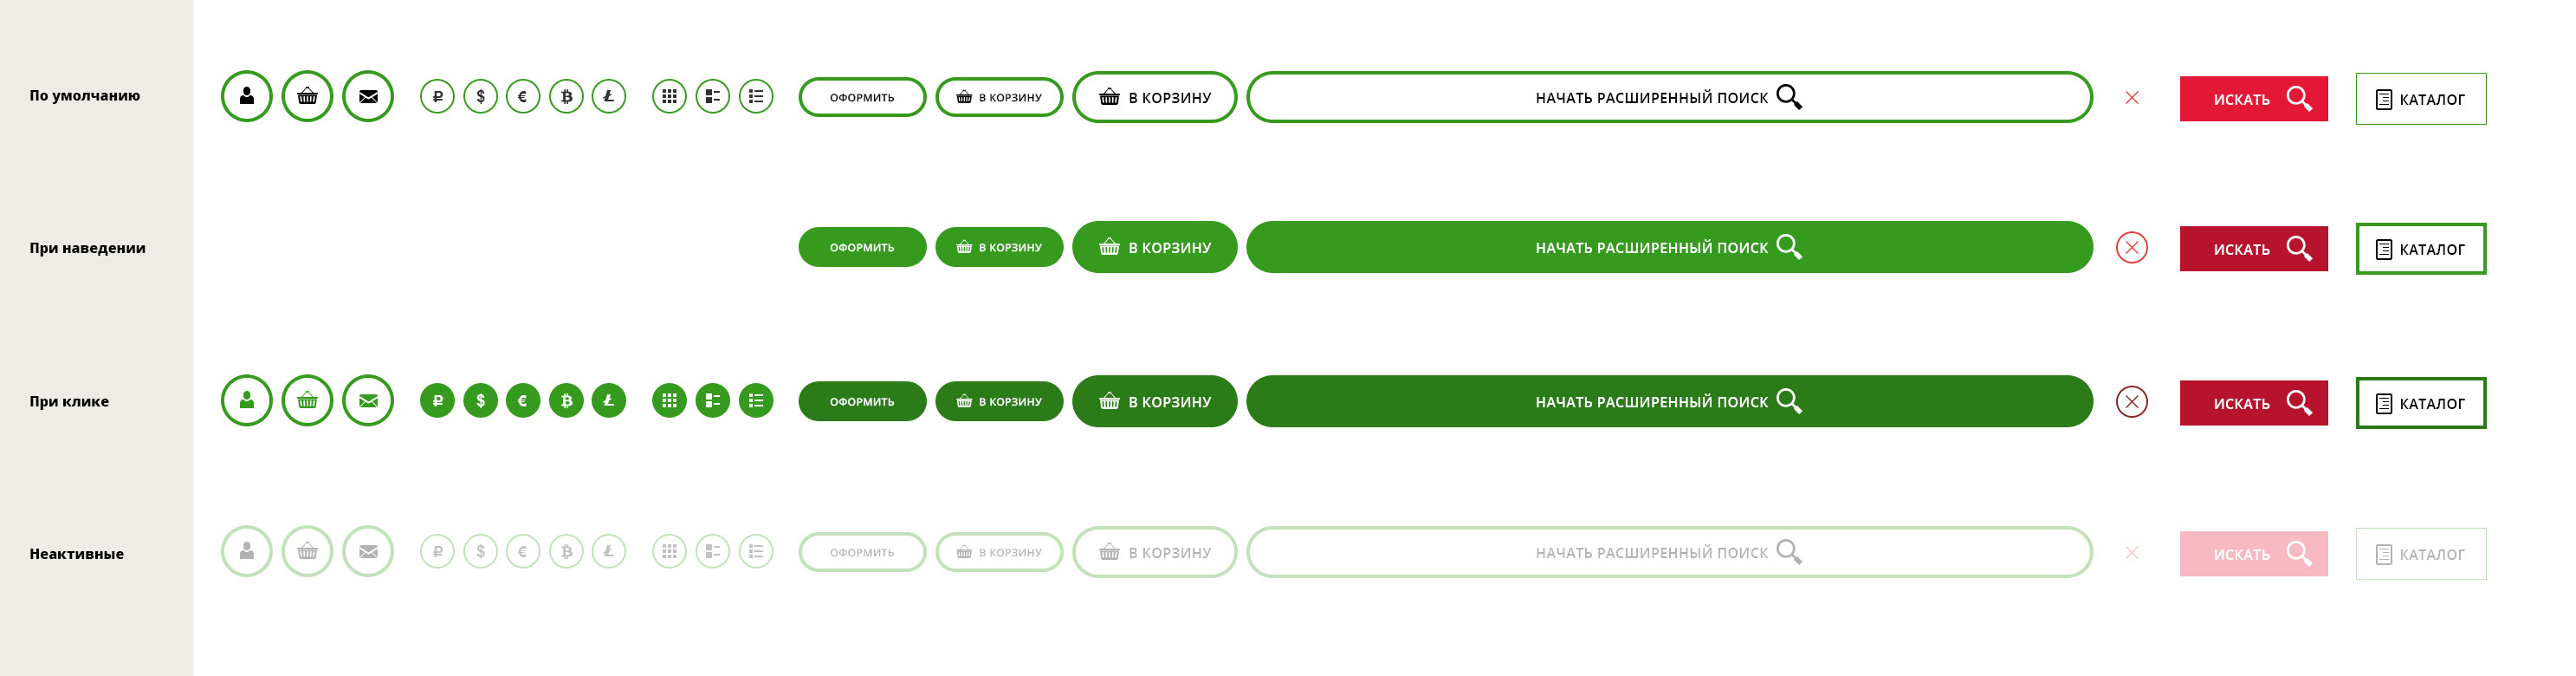 По умолчанию
₽ $ € ₿ Ł ОФОРМИТЬ В КОРЗИНУ В КОРЗИНУ НАЧАТЬ РАСШИРЕННЫЙ ПОИСК ИСКАТЬ КАТАЛОГ
При наведении
ОФОРМИТЬ В КОРЗИНУ В КОРЗИНУ НАЧАТЬ РАСШИРЕННЫЙ ПОИСК ИСКАТЬ КАТАЛОГ
При клике
₽ $ € ₿ Ł ОФОРМИТЬ В КОРЗИНУ В КОРЗИНУ НАЧАТЬ РАСШИРЕННЫЙ ПОИСК ИСКАТЬ КАТАЛОГ
Неактивные
₽ $ € ₿ Ł ОФОРМИТЬ В КОРЗИНУ В КОРЗИНУ НАЧАТЬ РАСШИРЕННЫЙ ПОИСК ИСКАТЬ КАТАЛОГ